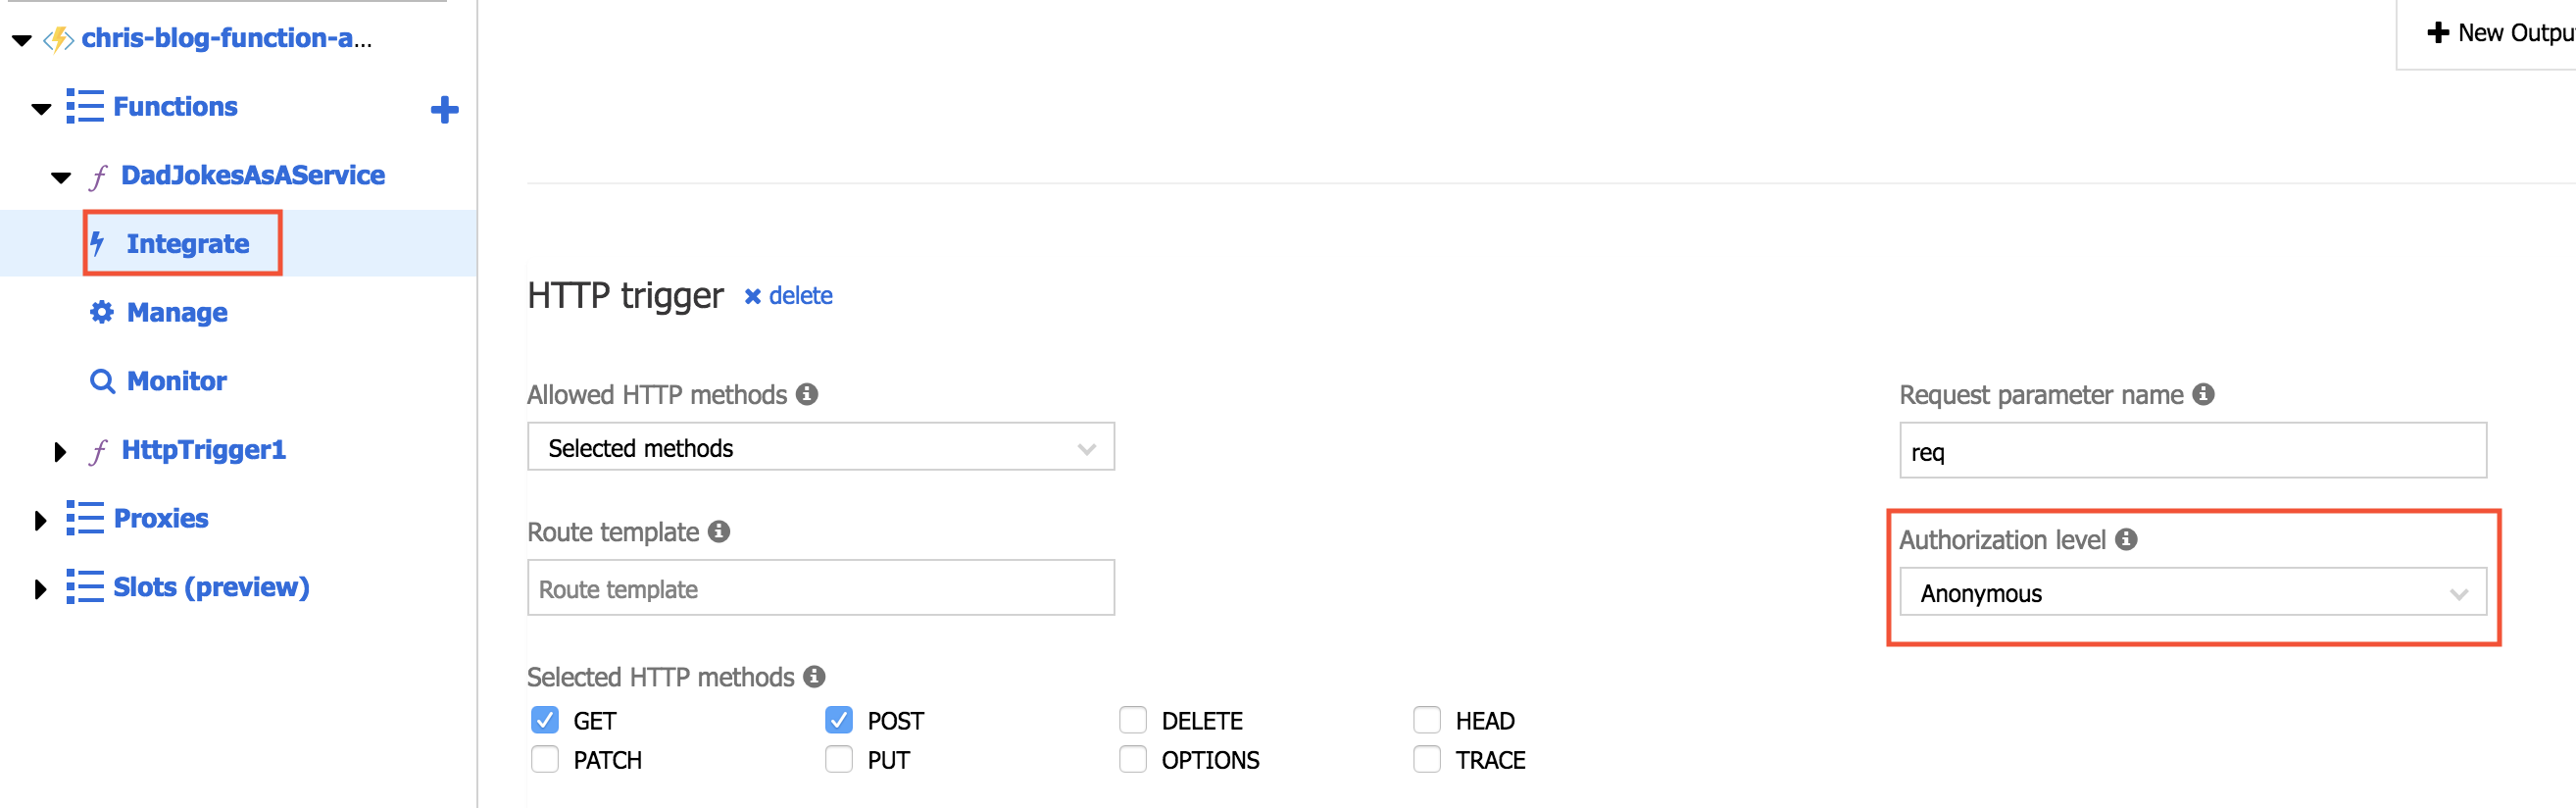 chris-blog-function-a...
Functions
DadJokesAsAService
Integrate
Manage
Monitor
HttpTrigger1
Proxies
Slots (preview)
New Outpu
HTTP trigger delete
Allowed HTTP methods
Selected methods
Request parameter name
req
Route template
Route template
Authorization level
Anonymous
Selected HTTP methods
GET POST DELETE HEAD
PATCH PUT OPTIONS TRACE